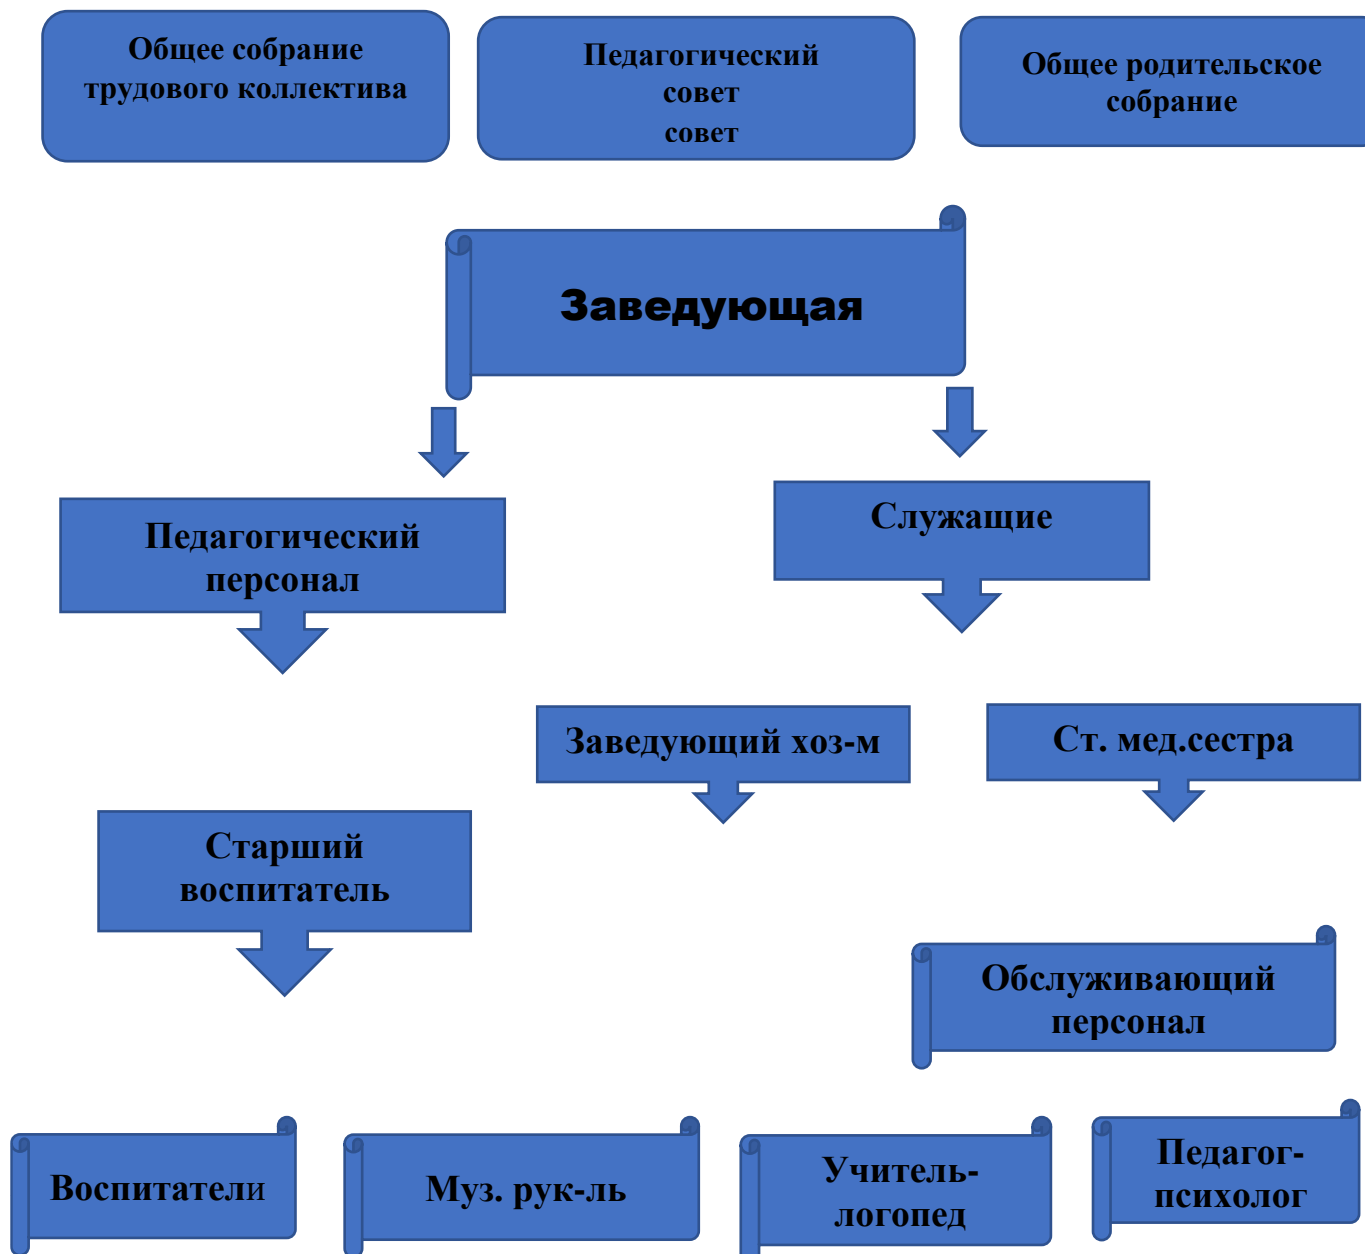 Общее собрание
трудового коллектива
Педагогический
совет
совет
Общее родительское
собрание
Заведующая
Педагогический
персонал
Служащие
Заведующий хоз-м
Ст. мед.сестра
Старший
воспитатель
Обслуживающий
персонал
Воспитатели
Муз. рук-ль
Учитель-
логопед
Педагог-
психолог